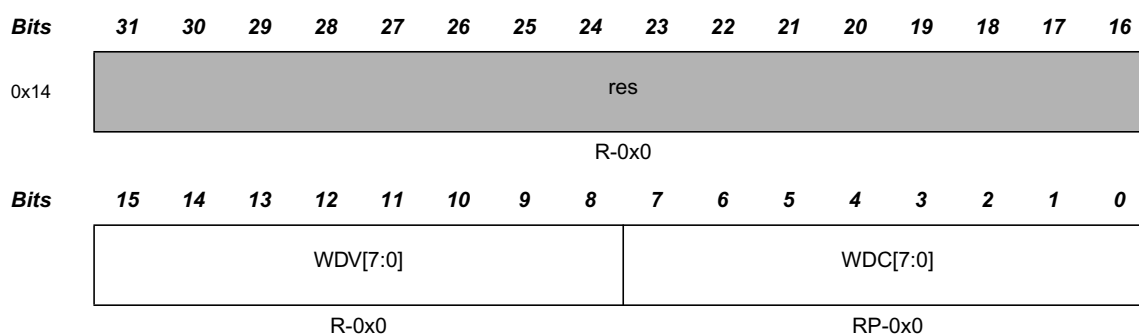 Bits 31 30 29 28 27 26 25 24 23 22 21 20 19 18 17 16
0x14 res
R-0x0
Bits 15 14 13 12 11 10 9 8 7 6 5 4 3 2 1 0
WDV[7:0] WDC[7:0]
R-0x0 RP-0x0